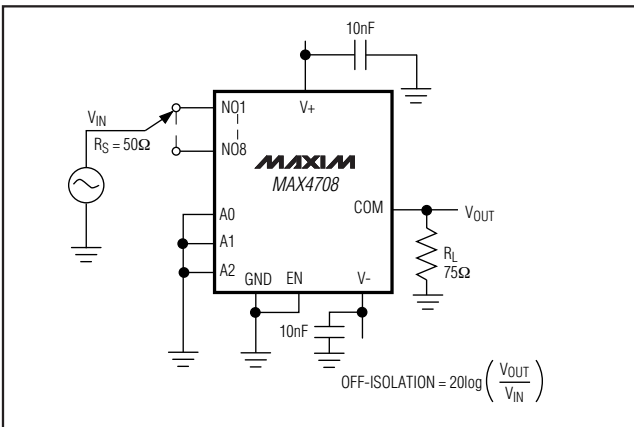 10nF
NO1
V+
VIN
RS = 50Ω
NO8
MAXIM
MAX4708
COM
VOUT
A0
RL
75Ω
A1
A2
GND
EN
V-
10nF
OFF-ISOLATION = 20log(VOUT/VIN)